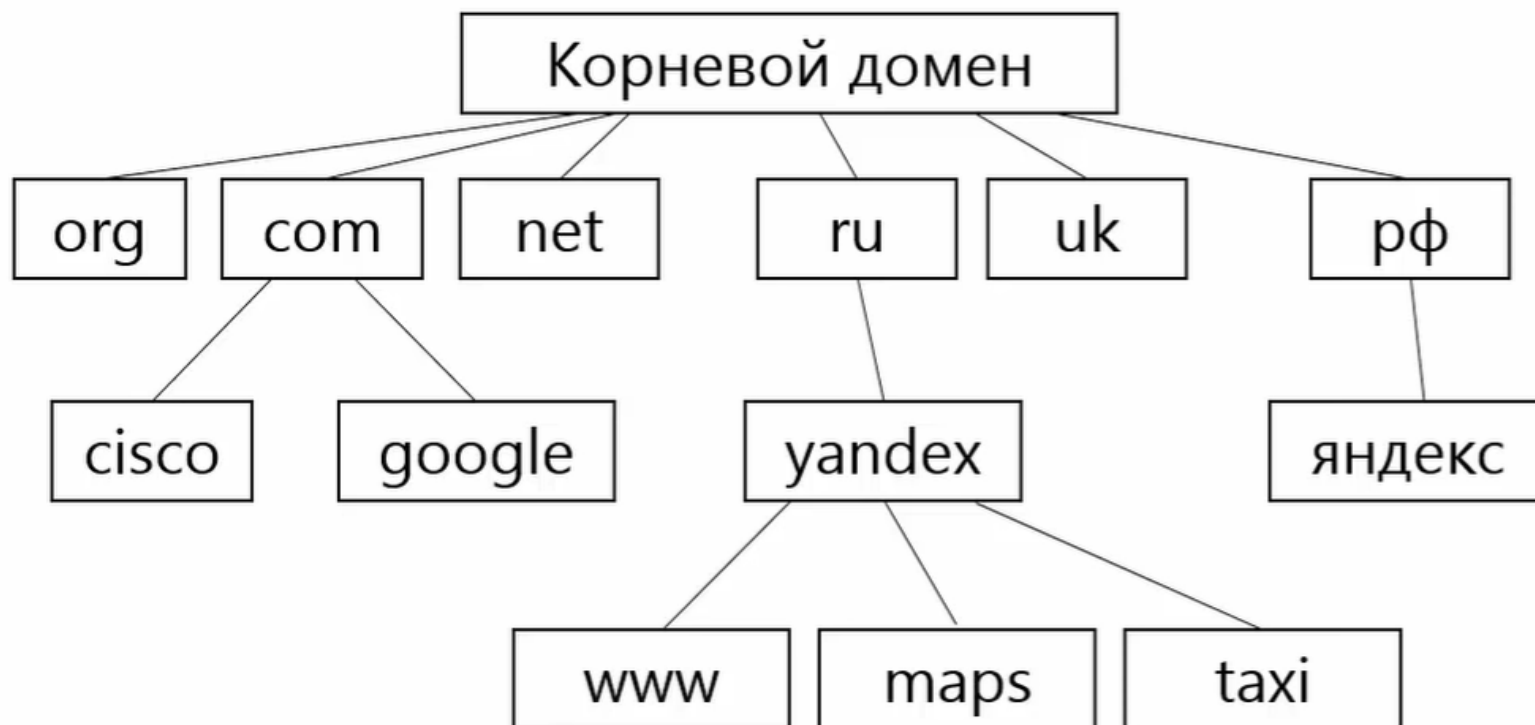 Корневой домен
org com net ru uk рф
cisco google yandex яндекс
www maps taxi